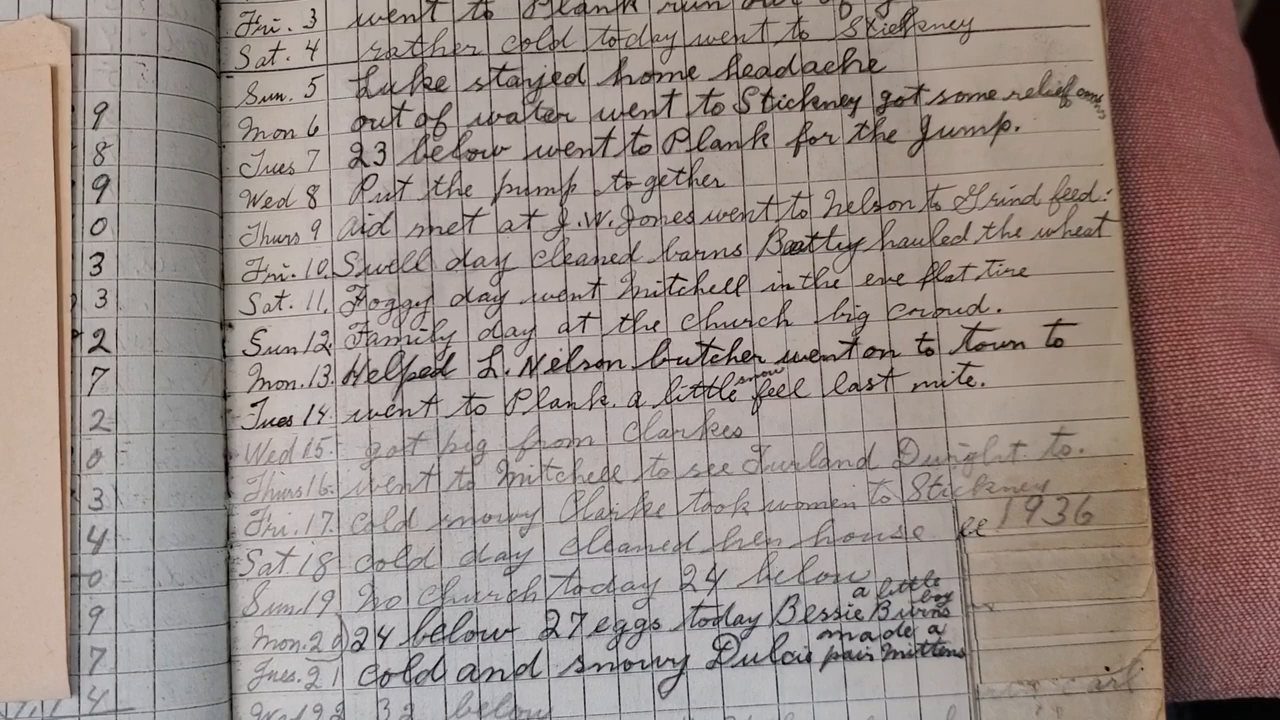 Fri. 3 went to Plank run out of
Sat. 4 rather cold today went to Stickney
Sun. 5 Luke stayed home headache
Mon 6 out of water went to Stickney got some relief
Tues 7 23 below went to Plank for the Jump.
Wed 8 Put the pump together
Thurs 9 aid met at J.W. Jones went to Nelson to Grind feed.
Fri. 10 Swell day cleaned barns Beatty hauled the wheat
Sat. 11. Foggy day went Mitchell in the eve flat tire
Sun 12 Family day at the church big croud.
Mon. 13. Helped L. Nelson butcher went on to town to
Tues 14 went to Plank. a little snow feel last nite.
Wed 15. got pig from Clarkes
Thurs 16. went to Mitchell to see Dwight to.
Fri. 17. cold snowy Clarke took women to Stickney
1936
Sat 18 cold day cleaned hen house
Sun. 19 No church today 24 below
Mon. 20 24 below 27 eggs today Bessie Burns a little boy
Tues. 21 cold and snowy Dulcie made a pair mittens
32 below
9
8
9
0
3
3
2
7
2
0
3
4
0
9
7
4